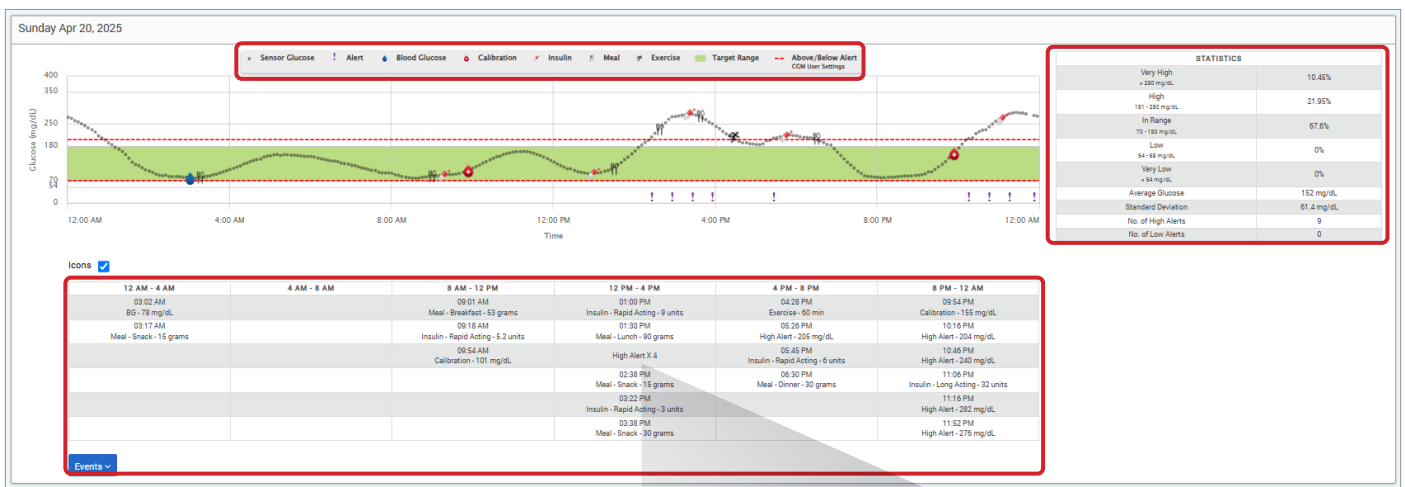 Sunday Apr 20, 2025
Sensor Glucose ! Alert Blood Glucose Calibration Insulin Meal Exercise Target Range Above/Below Alert
CGM User Settings
400
350
250
180
70
54
0
Glucose (mg/dL)
12:00 AM 4:00 AM 8:00 AM 12:00 PM 4:00 PM 8:00 PM 12:00 AM
Time
! ! ! ! ! ! ! ! !
STATISTICS
Very High 10.45%
> 250 mg/dL
High 21.95%
181 - 250 mg/dL
In Range 67.6%
70 - 180 mg/dL
Low 0%
54 - 69 mg/dL
Very Low 0%
< 54 mg/dL
Average Glucose 152 mg/dL
Standard Deviation 61.4 mg/dL
No. of High Alerts 9
No. of Low Alerts 0
Icons
12 AM - 4 AM 4 AM - 8 AM 8 AM - 12 PM 12 PM - 4 PM 4 PM - 8 PM 8 PM - 12 AM
03:02 AM 09:01 AM 01:00 PM 04:28 PM 09:54 PM
BG - 78 mg/dL Meal - Breakfast - 53 grams Insulin - Rapid Acting - 9 units Exercise - 60 min Calibration - 155 mg/dL
03:17 AM 09:18 AM 01:30 PM 05:26 PM 10:16 PM
Meal - Snack - 15 grams Insulin - Rapid Acting - 5.2 units Meal - Lunch - 90 grams High Alert - 205 mg/dL High Alert - 204 mg/dL
09:54 AM High Alert X 4 05:45 PM 10:46 PM
Calibration - 101 mg/dL Insulin - Rapid Acting - 6 units High Alert - 240 mg/dL
02:38 PM 06:30 PM 11:06 PM
Meal - Snack - 15 grams Meal - Dinner - 30 grams Insulin - Long Acting - 32 units
03:22 PM 11:16 PM
Insulin - Rapid Acting - 3 units High Alert - 282 mg/dL
03:38 PM 11:52 PM
Meal - Snack - 30 grams High Alert - 276 mg/dL
Events